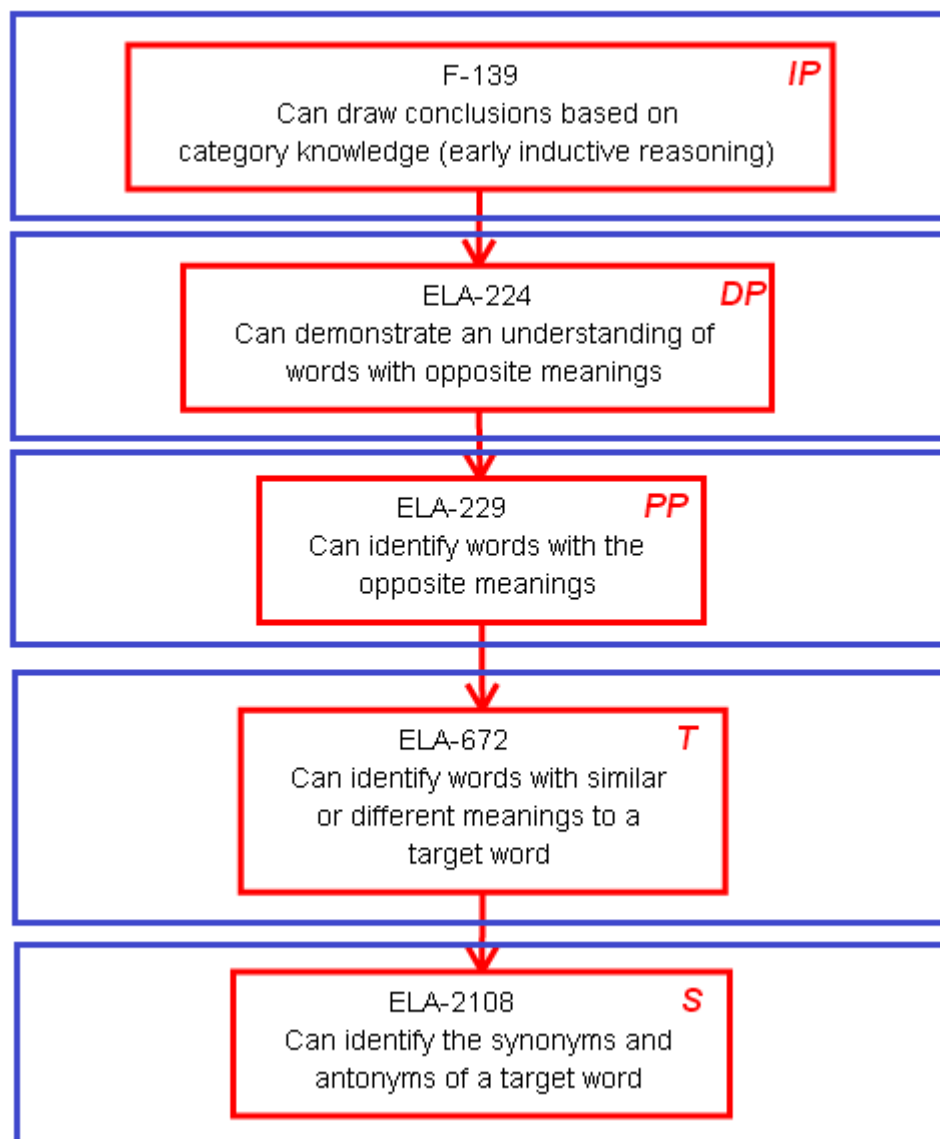 F-139 IP
Can draw conclusions based on
category knowledge (early inductive reasoning)
ELA-224 DP
Can demonstrate an understanding of
words with opposite meanings
ELA-229 PP
Can identify words with the
opposite meanings
ELA-672 T
Can identify words with similar
or different meanings to a
target word
ELA-2108 S
Can identify the synonyms and
antonyms of a target word